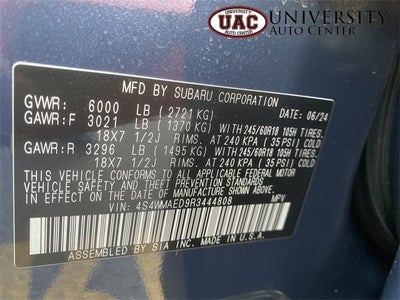 UAC UNIVERSITY
AUTO CENTER
MFD BY SUBARU CORPORATION
GVWR: 6000 LB (2721 KG) DATE: 06/24
GAWR:F 3021 LB (1370 KG) WITH 245/60R18 105H TIRES.
18X7 1/2J RIMS, AT 240 KPA (35 PSI) COLD
GAWR:R 3296 LB (1495 KG) WITH 245/60R18 105H TIRES.
18X7 1/2J RIMS, AT 240 KPA (35 PSI) COLD
THIS VEHICLE CONFORMS TO ALL APPLICABLE FEDERAL MOTOR
VEHICLE SAFETY STANDARDS IN EFFECT ON THE DATE OF
MANUFACTURE SHOWN ABOVE.
VIN: 4S4WMAED9R3444808 MPV
ASSEMBLED BY SIA INC. MADE IN U.S.A.